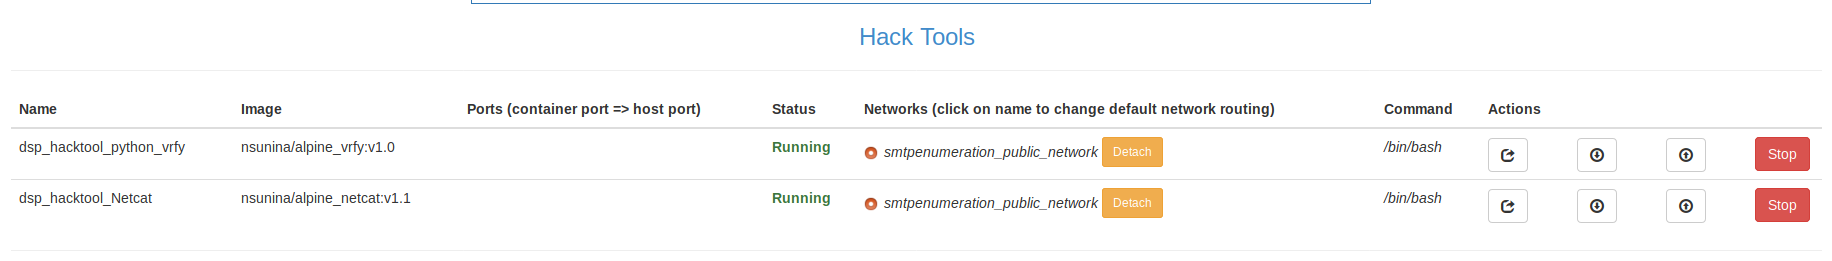 Hack Tools
Name Image Ports (container port => host port) Status Networks (click on name to change default network routing) Command Actions
dsp_hacktool_python_vrfy nsunina/alpine_vrfy:v1.0 Running smtpenumeration_public_network Detach /bin/bash Stop
dsp_hacktool_Netcat nsunina/alpine_netcat:v1.1 Running smtpenumeration_public_network Detach /bin/bash Stop